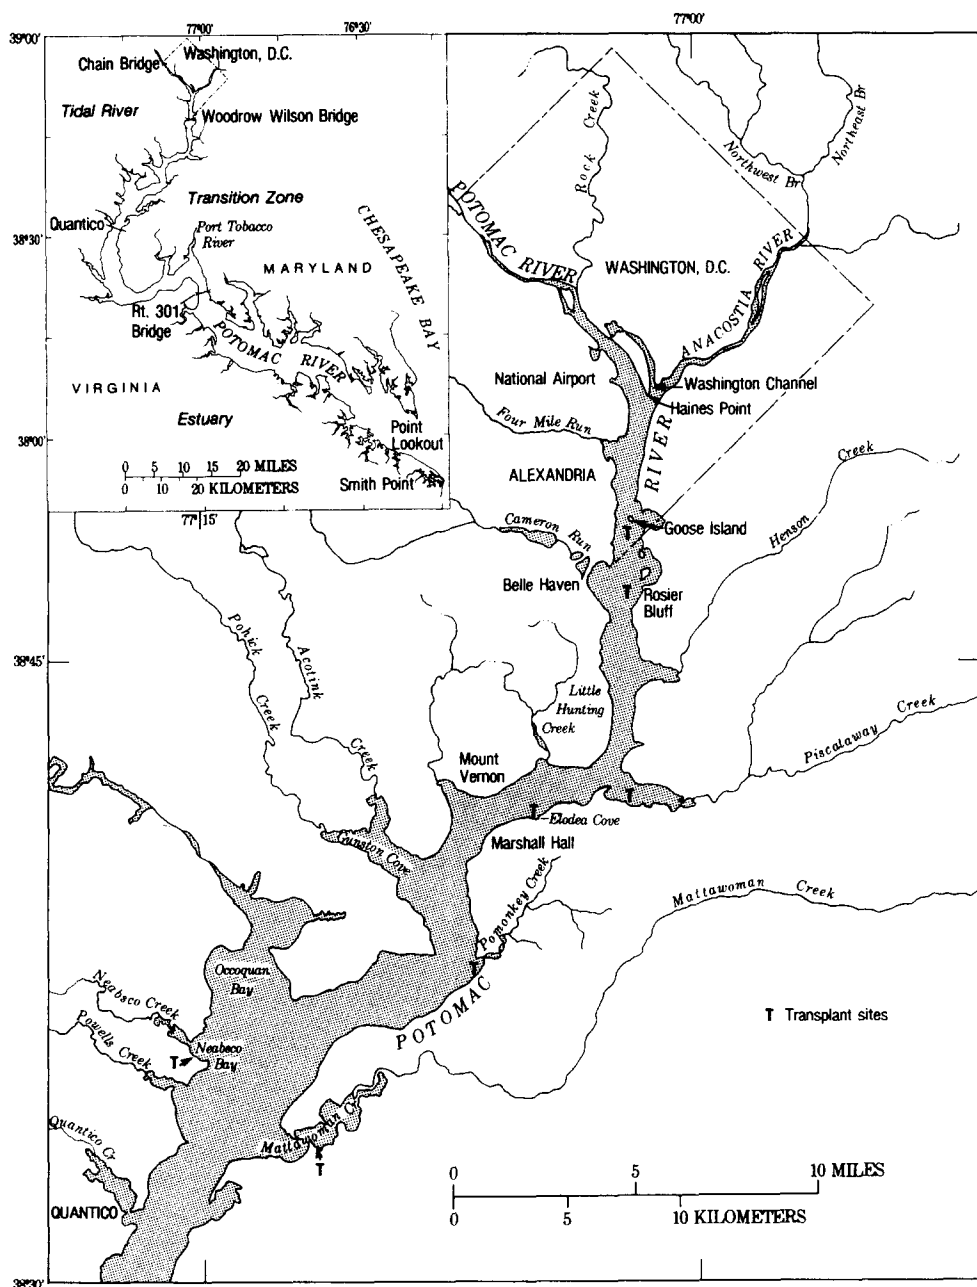 77°00'
76°30'
39°00'
Washington, D.C.
Chain Bridge
Tidal River
Woodrow Wilson Bridge
Transition Zone
Quantico
Port Tobacco
River
38°30'
MARYLAND
CHESAPEAKE BAY
Rt. 301
Bridge
POTOMAC RIVER
VIRGINIA
Estuary
38°00'
Point
Lookout
Smith Point
0 5 10 20 MILES
0 10 20 KILOMETERS
77°00'
Rock Creek
Northwest Br
Northeast Br
POTOMAC RIVER
WASHINGTON, D.C.
ANACOSTIA RIVER
National Airport
Washington Channel
Haines Point
Four Mile Run
RIVER
ALEXANDRIA
Creek
Henson
T
Goose Island
Cameron Run
Belle Haven
T
Rosier
Bluff
77°15'
38°45'
Pohick
Creek
Acotink
Creek
Little
Hunting
Creek
Mount
Vernon
Piscataway Creek
T
T
Elodea Cove
Gunston Cove
Marshall Hall
Pomonkey Creek
Mattawoman Creek
T
POTOMAC
Occoquan
Bay
Neabsco Creek
Powells Creek
T
Neabsco
Bay
T Transplant sites
Mattawoman Cr
T
Quantico Cr
QUANTICO
0 5 10 MILES
0 5 10 KILOMETERS
38°30'